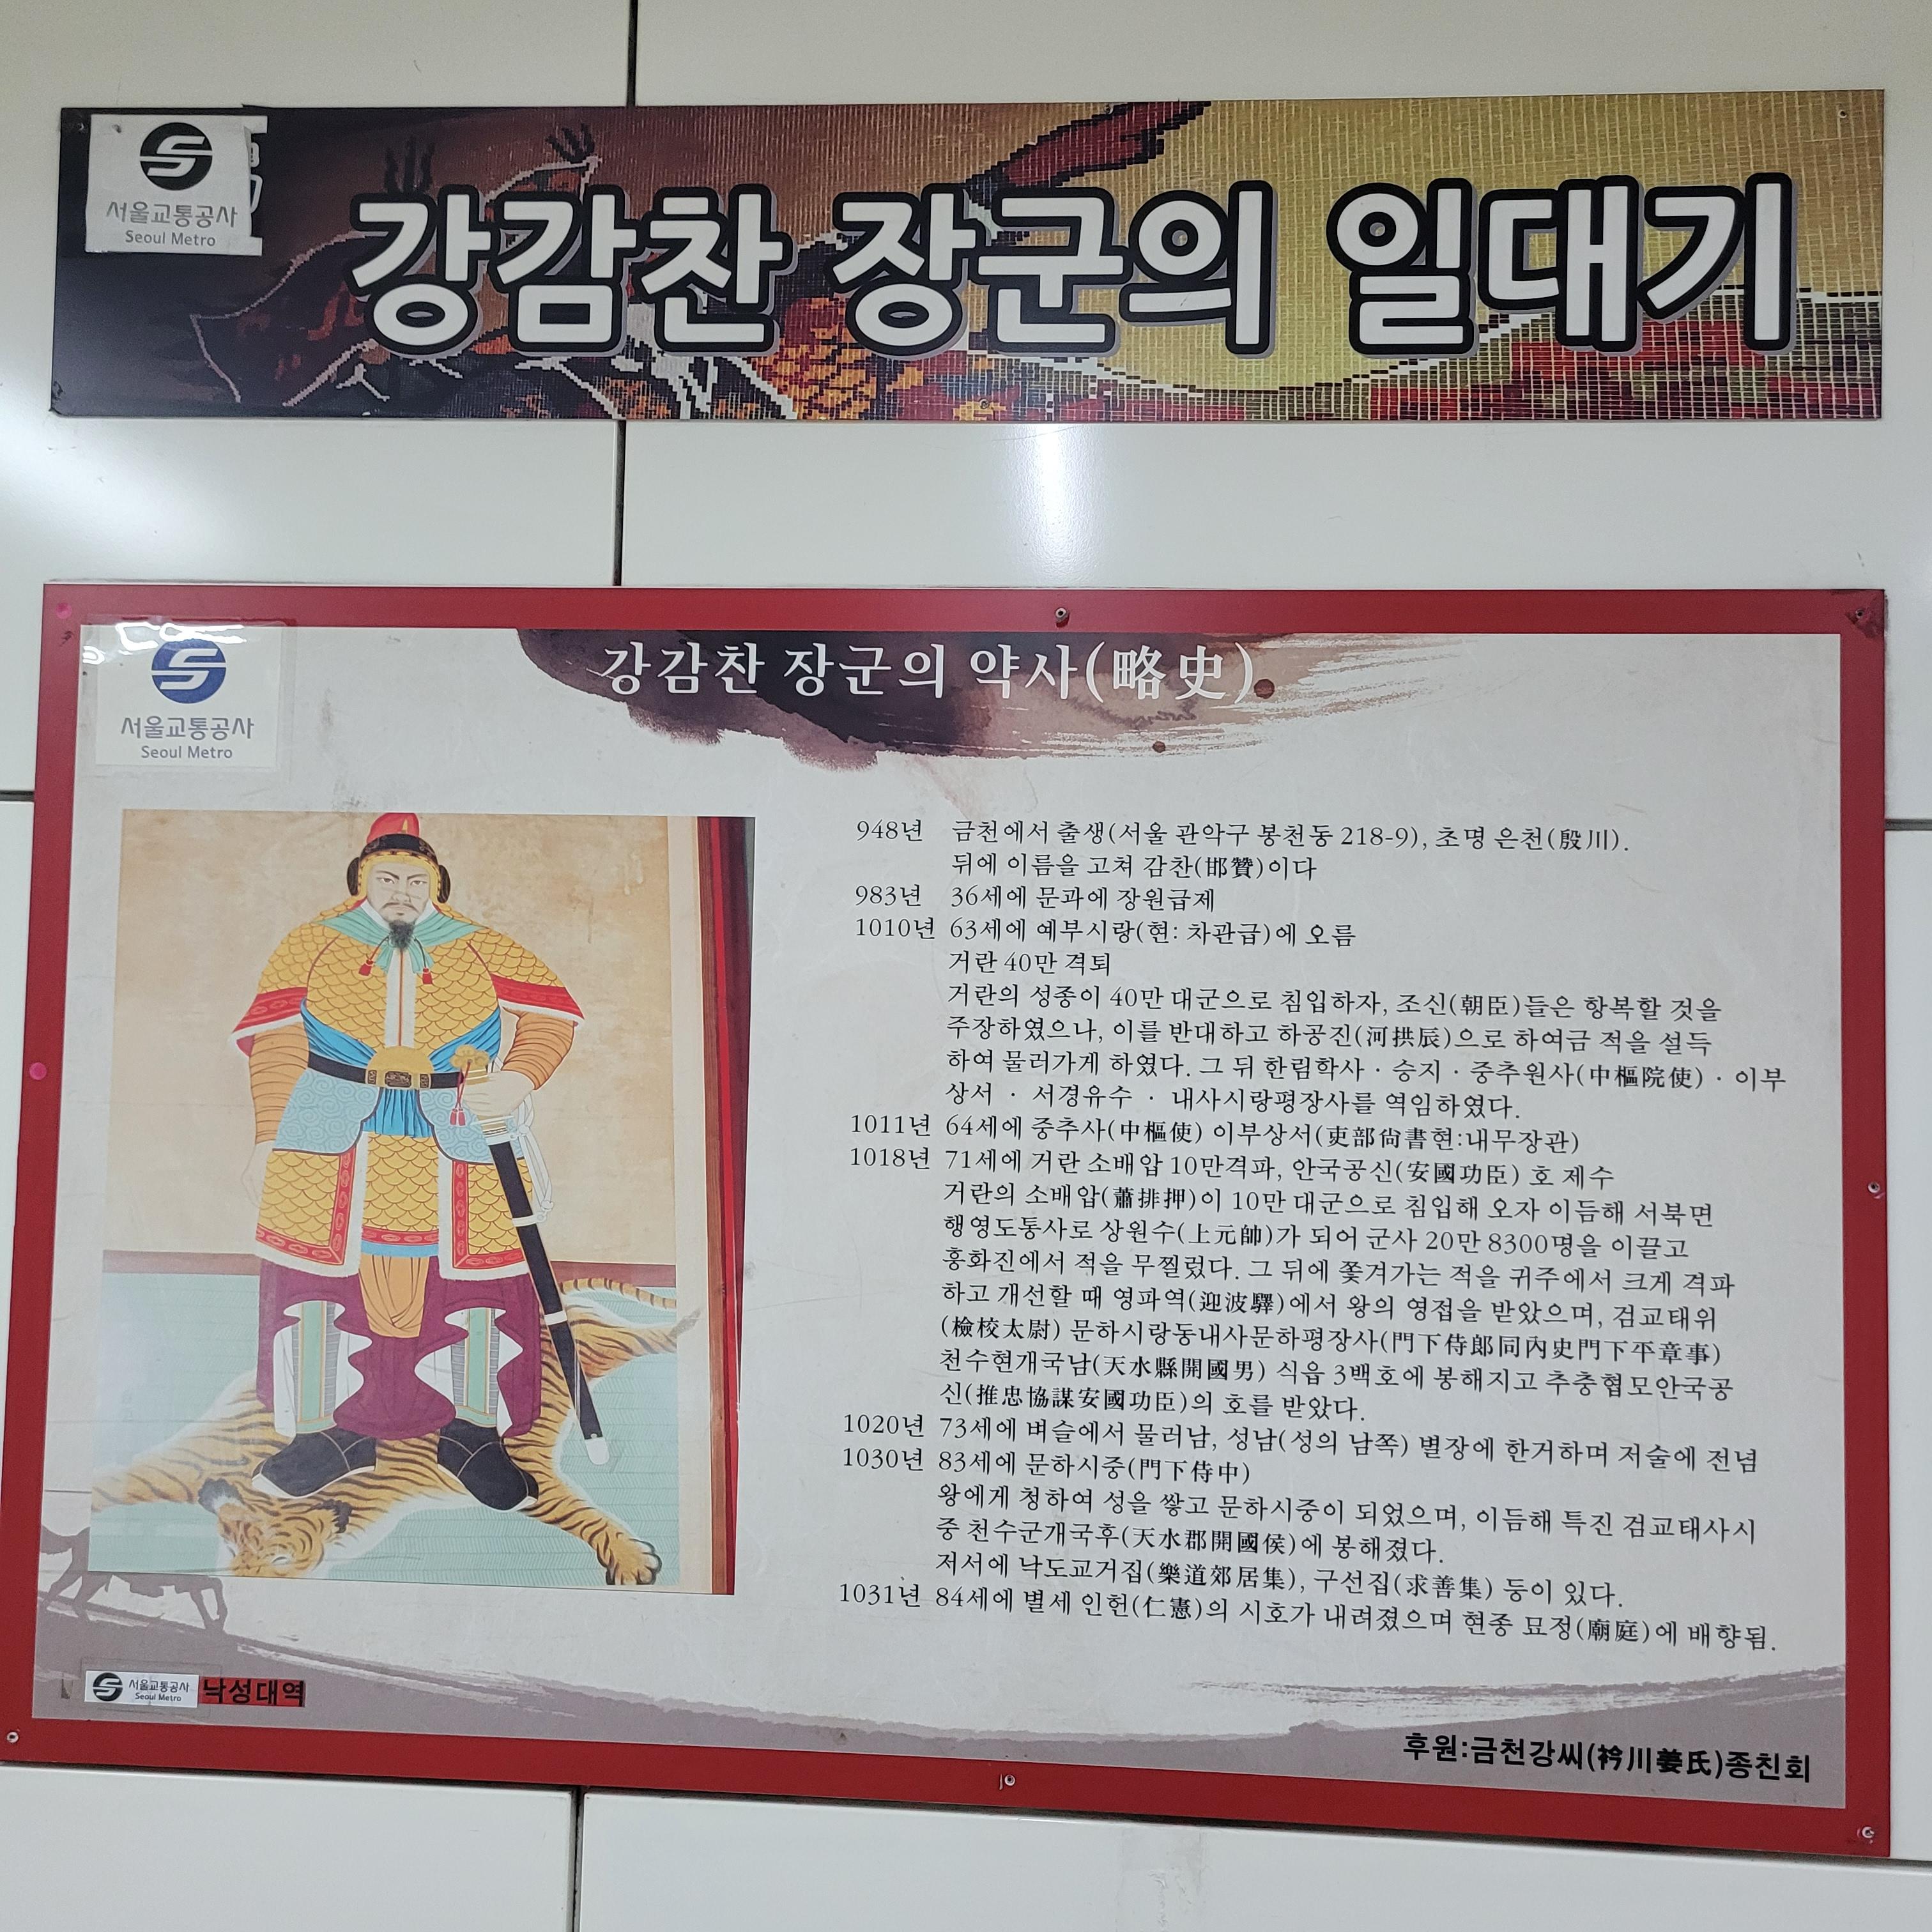 서울교통공사
Seoul Metro
강감찬 장군의 일대기
서울교통공사
Seoul Metro
강감찬 장군의 약사(略史)
948년 금천에서 출생(서울 관악구 봉천동 218-9), 초명 은천(殷川).
뒤에 이름을 고쳐 감찬(邯贊)이다
983년 36세에 문과에 장원급제
1010년 63세에 예부시랑(현: 차관급)에 오름
거란 40만 격퇴
거란의 성종이 40만 대군으로 침입하자, 조신(朝臣)들은 항복할 것을
주장하였으나, 이를 반대하고 하공진(河拱辰)으로 하여금 적을 설득
하여 물러가게 하였다. 그 뒤 한림학사 · 승지 · 중추원사(中樞院使) · 이부
상서 · 서경유수 · 내사시랑평장사를 역임하였다.
1011년 64세에 중추사(中樞使) 이부상서(吏部尙書현:내무장관)
1018년 71세에 거란 소배압 10만격파, 안국공신(安國功臣) 호 제수
거란의 소배압(蕭排押)이 10만 대군으로 침입해 오자 이듬해 서북면
행영도통사로 상원수(上元帥)가 되어 군사 20만 8300명을 이끌고
홍화진에서 적을 무찔렀다. 그 뒤에 쫓겨가는 적을 귀주에서 크게 격파
하고 개선할 때 영파역(迎波驛)에서 왕의 영접을 받았으며, 검교태위
(檢校太尉) 문하시랑동내사문하평장사(門下侍郞同內史門下平章事)
천수현개국남(天水縣開國男) 식읍 3백호에 봉해지고 추충협모안국공
신(推忠協謀安國功臣)의 호를 받았다.
1020년 73세에 벼슬에서 물러남, 성남(성의 남쪽) 별장에 한거하며 저술에 전념
1030년 83세에 문하시중(門下侍中)
왕에게 청하여 성을 쌓고 문하시중이 되었으며, 이듬해 특진 검교태사시
중 천수군개국후(天水郡開國侯)에 봉해졌다.
저서에 낙도교거집(樂道郊居集), 구선집(求善集) 등이 있다.
1031년 84세에 별세 인헌(仁憲)의 시호가 내려졌으며 현종 묘정(廟庭)에 배향됨.
서울교통공사
Seoul Metro
낙성대역
후원:금천강씨(衿川姜氏)종친회